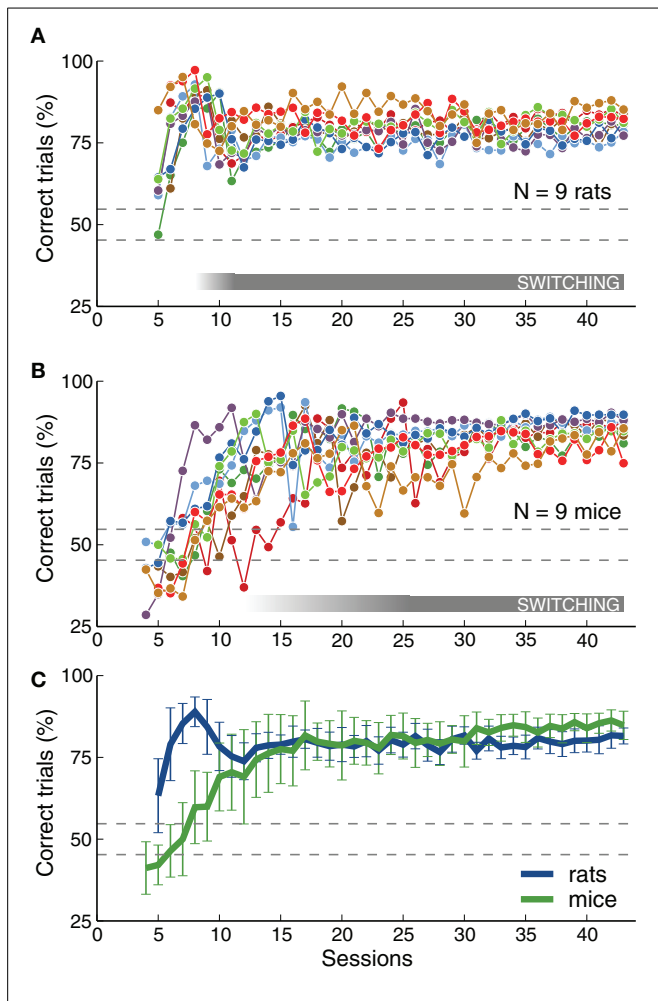 A
Correct trials (%)
100
75
50
25
N = 9 rats
SWITCHING
0 5 10 15 20 25 30 35 40
B
Correct trials (%)
100
75
50
25
N = 9 mice
SWITCHING
0 5 10 15 20 25 30 35 40
C
Correct trials (%)
100
75
50
25
rats
mice
0 5 10 15 20 25 30 35 40
Sessions